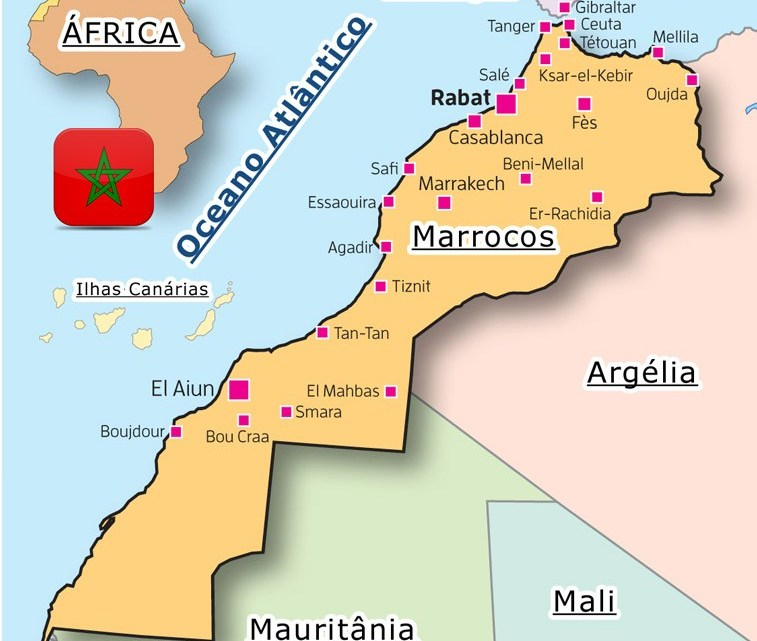 ÁFRICA
Oceano Atlântico
Gibraltar
Tanger
Ceuta
Tétouan
Mellila
Salé
Ksar-el-Kebir
Oujda
Rabat
Fès
Casablanca
Safi
Beni-Mellal
Marrakech
Essaouira
Er-Rachidia
Marrocos
Agadir
Tiznit
Ilhas Canárias
Tan-Tan
Argélia
El Aiun
El Mahbas
Smara
Boujdour
Bou Craa
Mali
Mauritânia